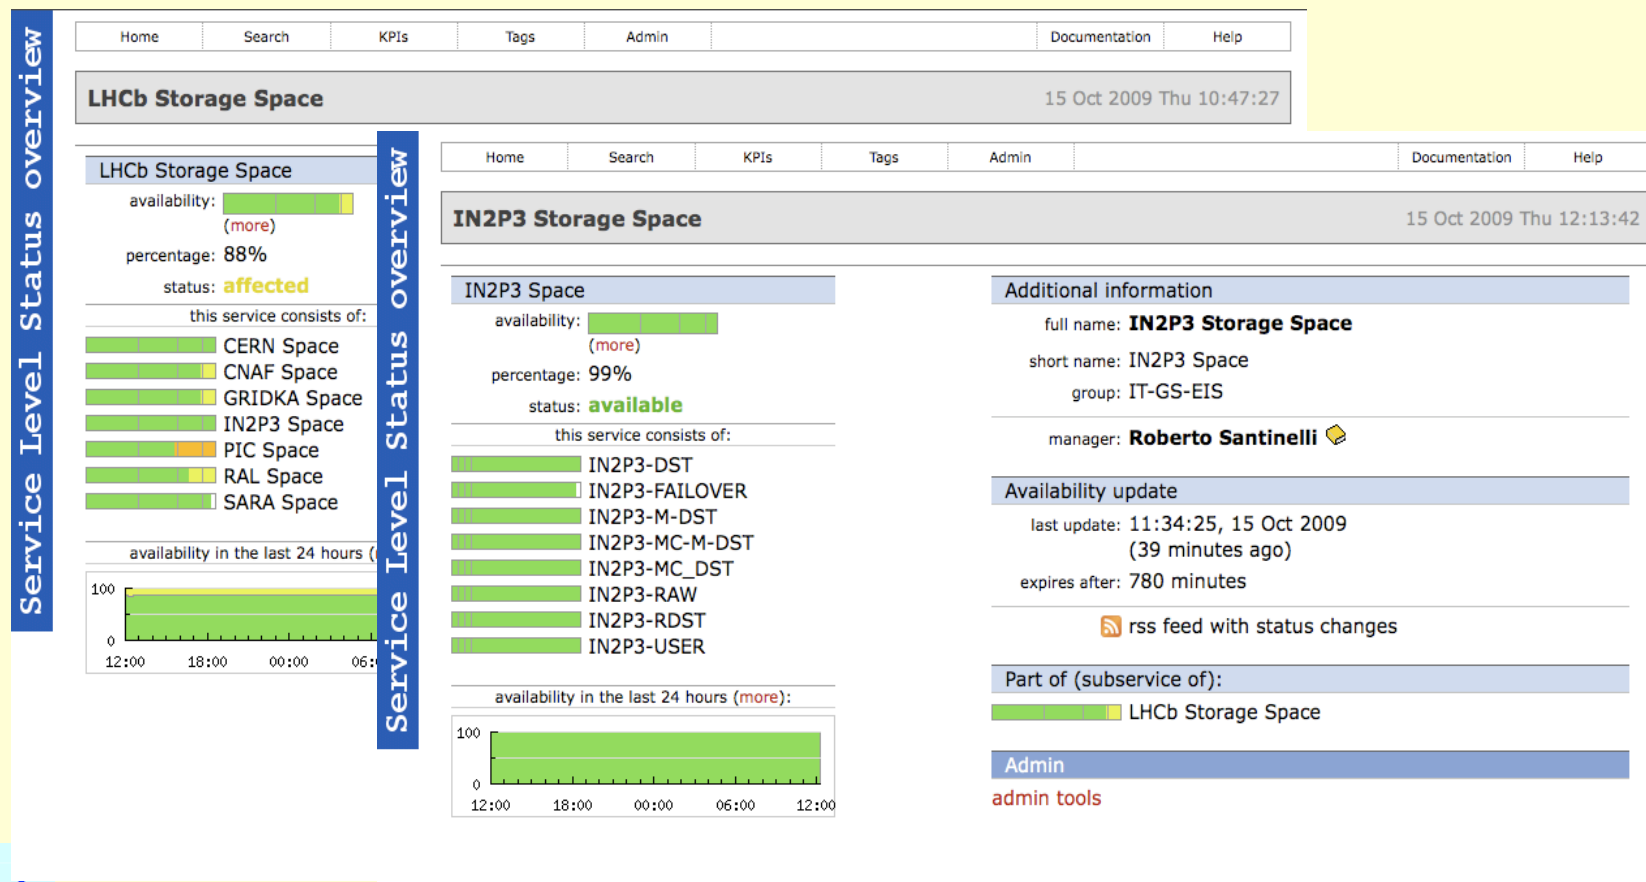 Service Level Status overview
Home Search KPIs Tags Admin Documentation Help
LHCb Storage Space 15 Oct 2009 Thu 10:47:27
LHCb Storage Space
availability:
(more)
percentage: 88%
status: affected
this service consists of:
CERN Space
CNAF Space
GRIDKA Space
IN2P3 Space
PIC Space
RAL Space
SARA Space
availability in the last 24 hours (
100
0
12:00 18:00 00:00 06:
Service Level Status overview
Home Search KPIs Tags Admin Documentation Help
IN2P3 Storage Space 15 Oct 2009 Thu 12:13:42
IN2P3 Space
availability:
(more)
percentage: 99%
status: available
this service consists of:
IN2P3-DST
IN2P3-FAILOVER
IN2P3-M-DST
IN2P3-MC-M-DST
IN2P3-MC_DST
IN2P3-RAW
IN2P3-RDST
IN2P3-USER
availability in the last 24 hours (more):
100
0
12:00 18:00 00:00 06:00 12:00
Additional information
full name: IN2P3 Storage Space
short name: IN2P3 Space
group: IT-GS-EIS
manager: Roberto Santinelli
Availability update
last update: 11:34:25, 15 Oct 2009
(39 minutes ago)
expires after: 780 minutes
rss feed with status changes
Part of (subservice of):
LHCb Storage Space
Admin
admin tools